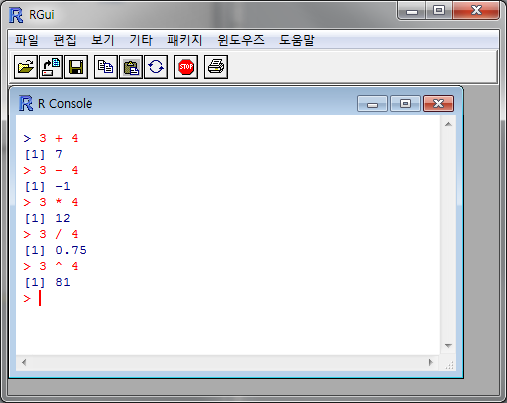 RGui
파일 편집 보기 기타 패키지 윈도우즈 도움말
STOP
R Console
> 3 + 4
[1] 7
> 3 - 4
[1] -1
> 3 * 4
[1] 12
> 3 / 4
[1] 0.75
> 3 ^ 4
[1] 81
>